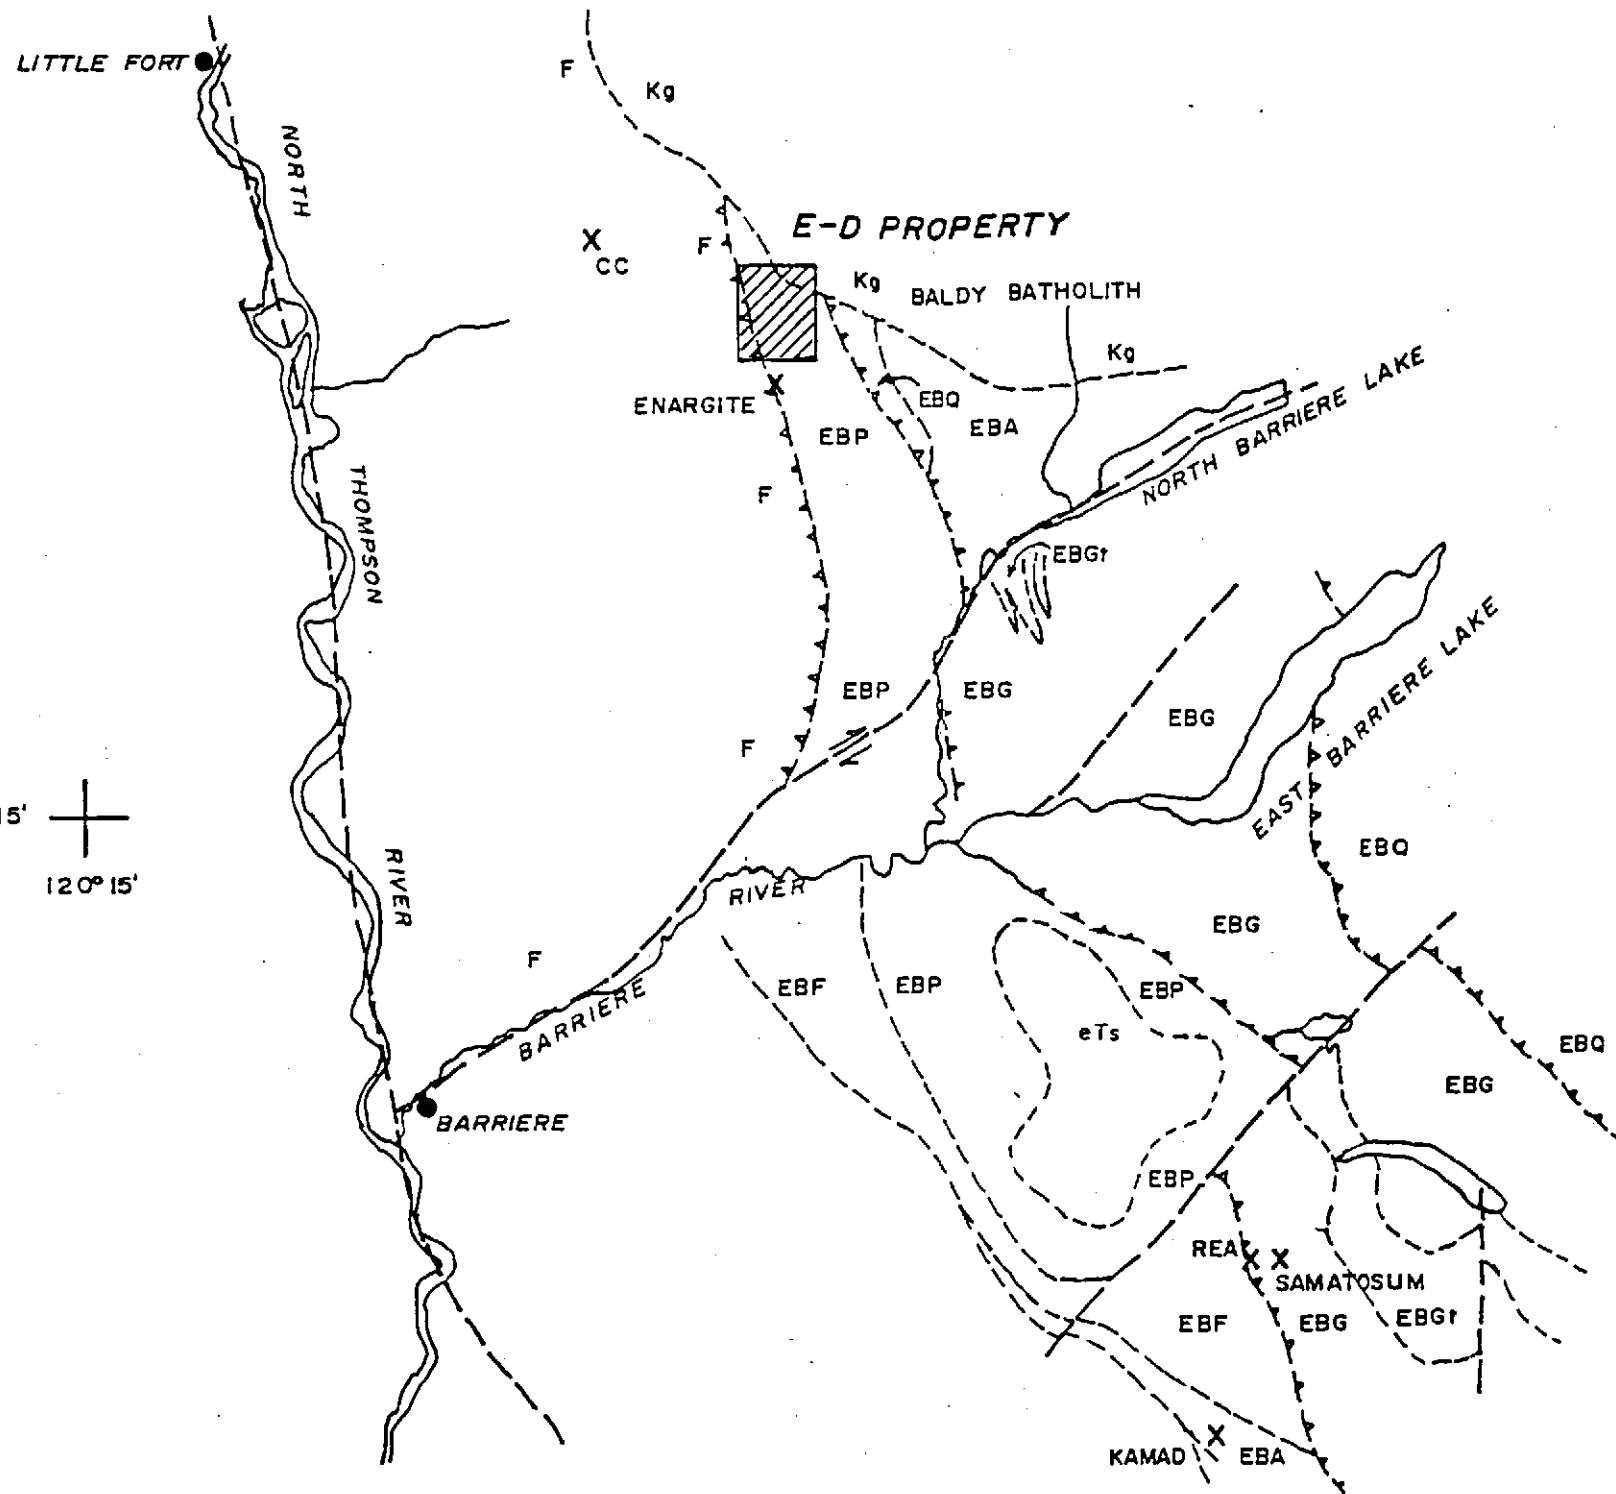 LITTLE FORT
F
Kg
NORTH
E-D PROPERTY
F
X
CC
Kg
BALDY BATHOLITH
Kg
ENARGITE
X
EBQ
EBP
EBA
NORTH BARRIERE LAKE
THOMPSON
F
EBGt
EBP
EBG
EBG
EAST BARRIERE LAKE
F
15'
120° 15'
EBQ
RIVER
RIVER
EBG
F
EBF
EBP
EBP
BARRIERE
eTs
EBQ
EBG
BARRIERE
EBP
REA
X X
SAMATOSUM
EBF
EBG
EBGt
KAMAD
X
EBA